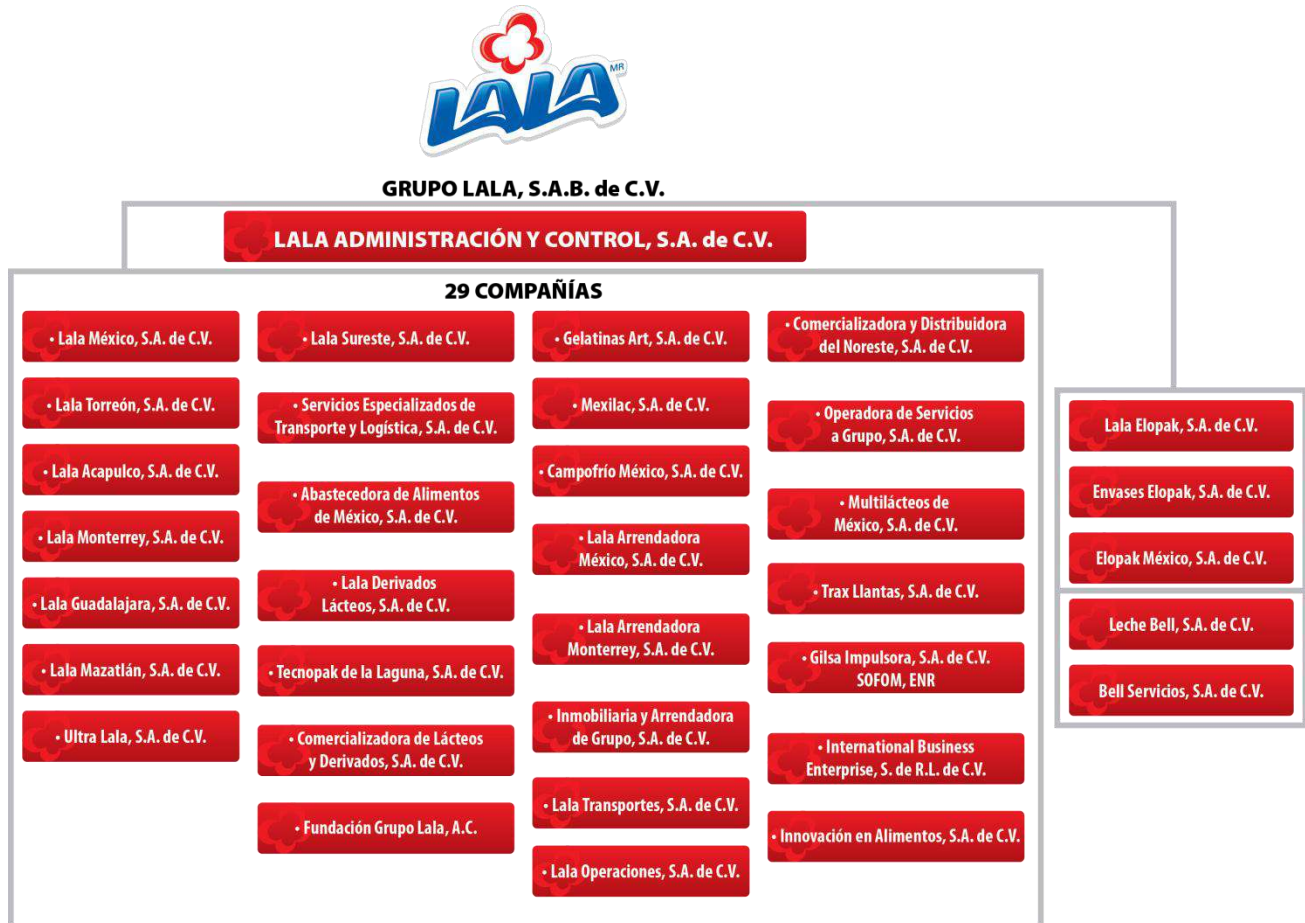 LALA MR
GRUPO LALA, S.A.B. de C.V.
LALA ADMINISTRACIÓN Y CONTROL, S.A. de C.V.
29 COMPAÑÍAS
• Lala México, S.A. de C.V.
• Lala Torreón, S.A. de C.V.
• Lala Acapulco, S.A. de C.V.
• Lala Monterrey, S.A. de C.V.
• Lala Guadalajara, S.A. de C.V.
• Lala Mazatlán, S.A. de C.V.
• Ultra Lala, S.A. de C.V.
• Lala Sureste, S.A. de C.V.
• Servicios Especializados de
Transporte y Logística, S.A. de C.V.
• Abastecedora de Alimentos
de México, S.A. de C.V.
• Lala Derivados
Lácteos, S.A. de C.V.
• Tecnopak de la Laguna, S.A. de C.V.
• Comercializadora de Lácteos
y Derivados, S.A. de C.V.
• Fundación Grupo Lala, A.C.
• Gelatinas Art, S.A. de C.V.
• Mexilac, S.A. de C.V.
• Campofrío México, S.A. de C.V.
• Lala Arrendadora
México, S.A. de C.V.
• Lala Arrendadora
Monterrey, S.A. de C.V.
• Inmobiliaria y Arrendadora
de Grupo, S.A. de C.V.
• Lala Transportes, S.A. de C.V.
• Lala Operaciones, S.A. de C.V.
• Comercializadora y Distribuidora
del Noreste, S.A. de C.V.
• Operadora de Servicios
a Grupo, S.A. de C.V.
• Multilácteos de
México, S.A. de C.V.
• Trax Llantas, S.A. de C.V.
• Gilsa Impulsora, S.A. de C.V.
SOFOM, ENR
• International Business
Enterprise, S. de R.L. de C.V.
• Innovación en Alimentos, S.A. de C.V.
Lala Elopak, S.A. de C.V.
Envases Elopak, S.A. de C.V.
Elopak México, S.A. de C.V.
Leche Bell, S.A. de C.V.
Bell Servicios, S.A. de C.V.